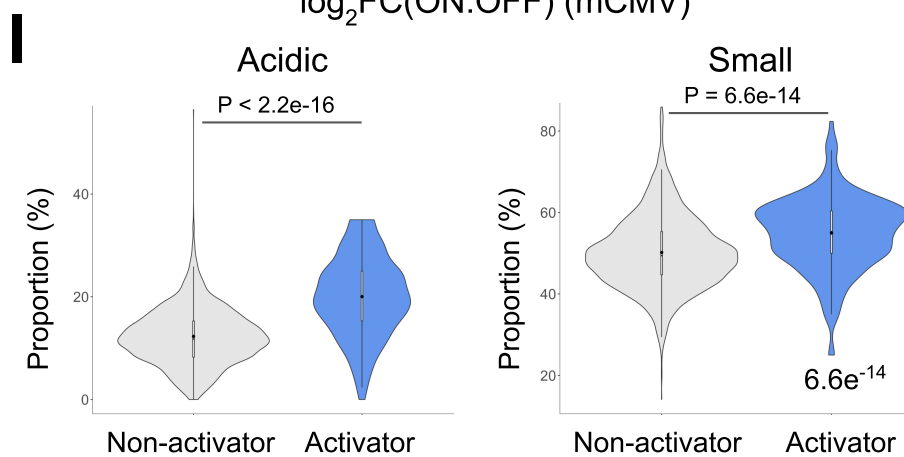 log2FC(ON:OFF) (mCMV)
I
Acidic
P < 2.2e-16
Proportion (%)
40
20
0
Non-activator Activator
Small
P = 6.6e-14
Proportion (%)
80
60
40
20
6.6e-14
Non-activator Activator